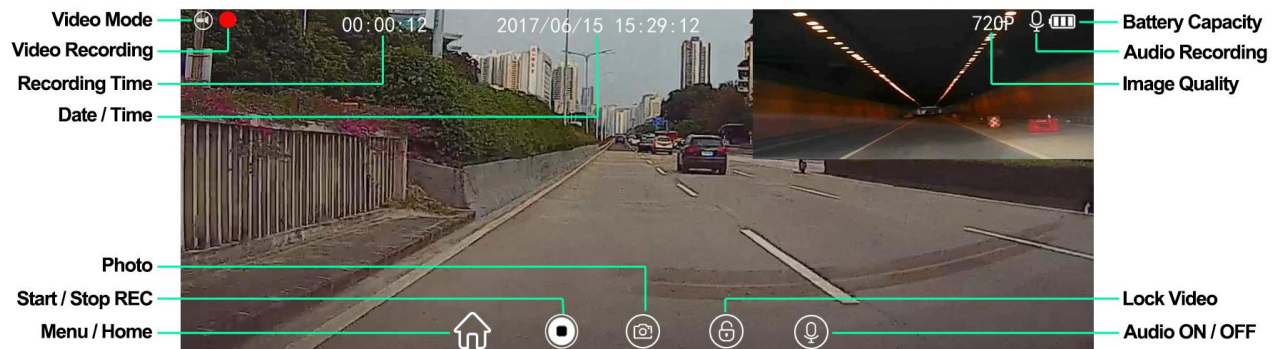 Video Mode
Video Recording
Recording Time
Date / Time
00:00:12
2017/06/15 15:29:12
720P
Battery Capacity
Audio Recording
Image Quality
Photo
Start / Stop REC
Menu / Home
Lock Video
Audio ON / OFF